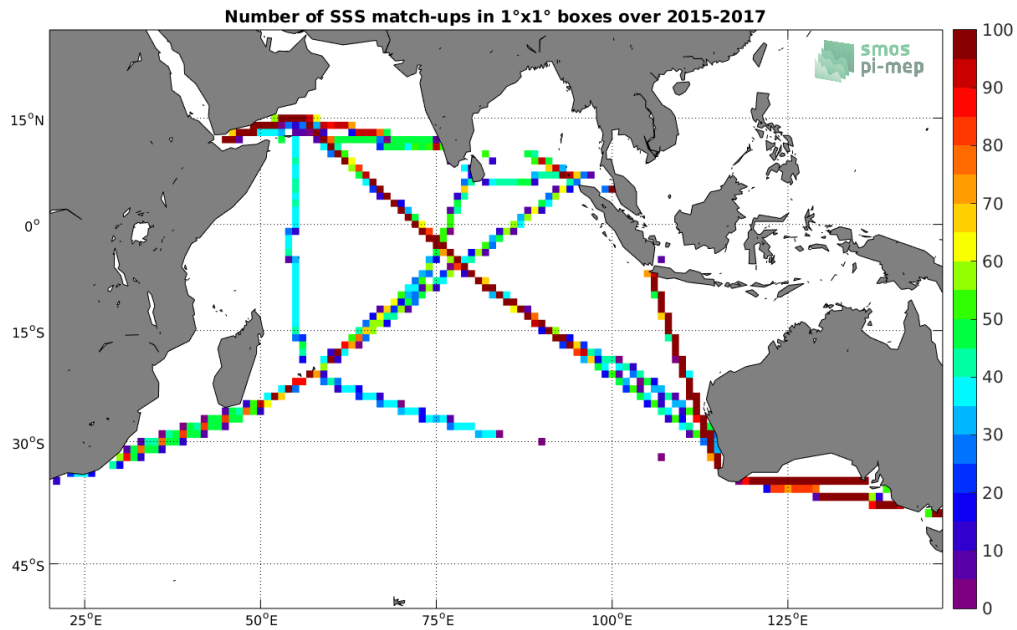 Number of SSS match-ups in 1°x1° boxes over 2015-2017
smos
pi-mep
15°N
0°
15°S
30°S
45°S
25°E
50°E
75°E
100°E
125°E
100
90
80
70
60
50
40
30
20
10
0